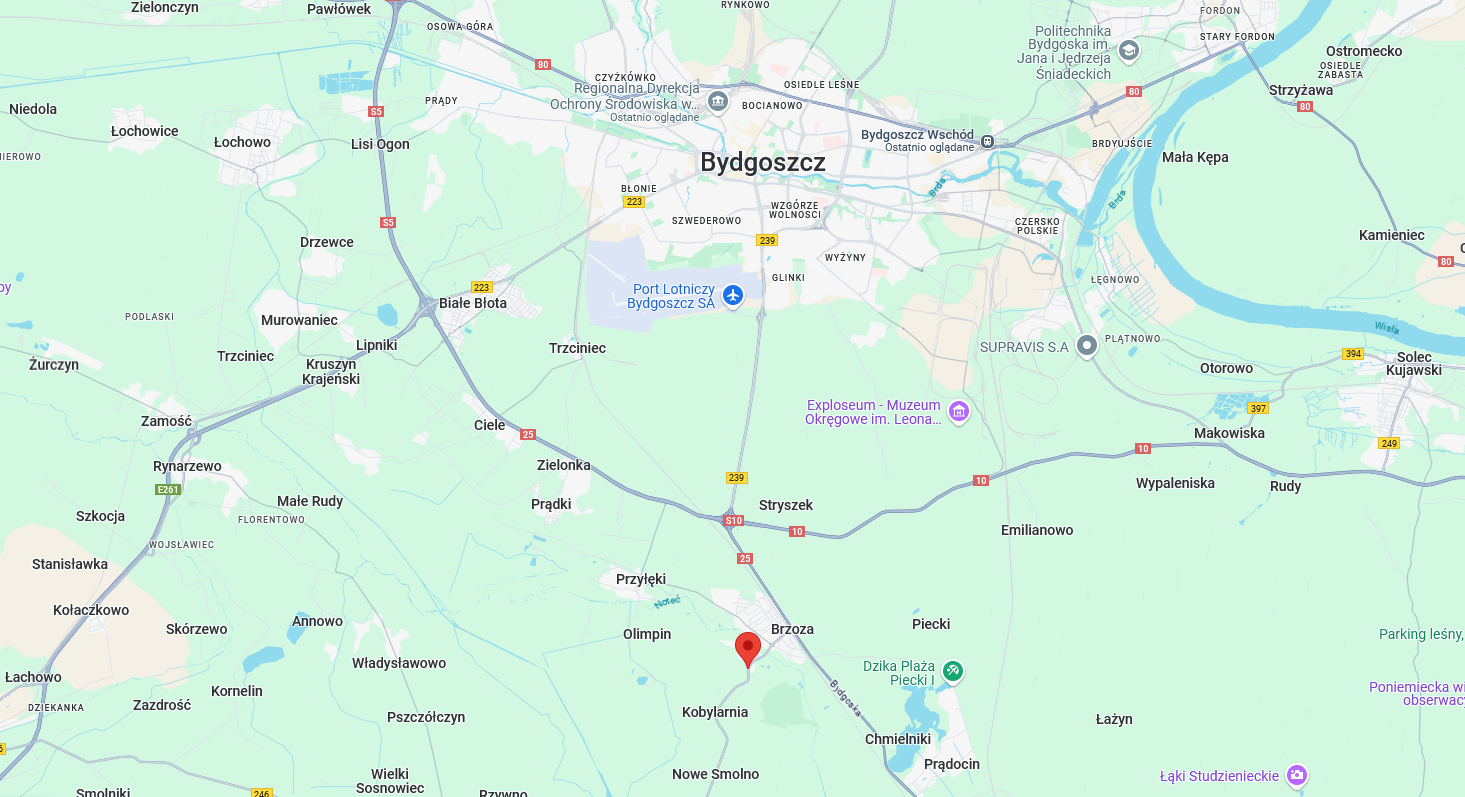 Zielonczyn
Pawłówek
RYNKOWO
FORDON
OSOWA GÓRA
STARY FORDON
Politechnika
Bydgoska im.
Jana i Jędrzeja
Śniadeckich
Ostromecko
OSIEDLE
ZABASTA
80
CZYŻKÓWKO
Regionalna Dyrekcja
Ochrony Środowiska w...
Ostatnio oglądane
OSIEDLE LEŚNE
80
Strzyżawa
80
PRĄDY
BOCIANOWO
Niedola
S5
Łochowice
Łochowo
Lisi Ogon
Bydgoszcz Wschód
Ostatnio oglądane
BRDYUJŚCIE
Mała Kępa
Bydgoszcz
BŁONIE
223
Brda
Brda
WZGÓRZE
WOLNOŚCI
SZWEDEROWO
S5
CZERSKO
POLSKIE
239
Drzewce
Kamieniec
WYŻYNY
80
GLINKI
ŁĘGNOWO
223
Port Lotniczy
Bydgoszcz SA
Białe Błota
PODLASKI
Murowaniec
Wisła
PŁĄTNOWO
Lipniki
Trzciniec
Trzciniec
SUPRAVIS S.A
394
Solec
Kujawski
Żurczyn
Kruszyn
Krajeński
Otorowo
Exploseum - Muzeum
Okręgowe im. Leona...
397
Zamość
Ciele
25
Makowiska
249
10
Rynarzewo
Zielonka
239
10
E261
Małe Rudy
Prądki
Stryszek
Wypaleniska
Rudy
Szkocja
FLORENTOWO
S10
10
Emilianowo
WOJSŁAWIEC
25
Stanisławka
Przyłęki
Noteć
Kołaczkowo
Annowo
Skórzewo
Olimpin
Brzoza
Piecki
Parking leśny,
Władysławowo
Dzika Plaża
Piecki I
Łachowo
Kornelin
Poniemiecka wi
obserwacy
DZIEKANKA
Zazdrość
Bydgoska
Pszczółczyn
Kobylarnia
Łażyn
Chmielniki
Prądocin
Wielki
Sosnowiec
Nowe Smolno
Łąki Studzienieckie
Smolniki
246
Rzywno